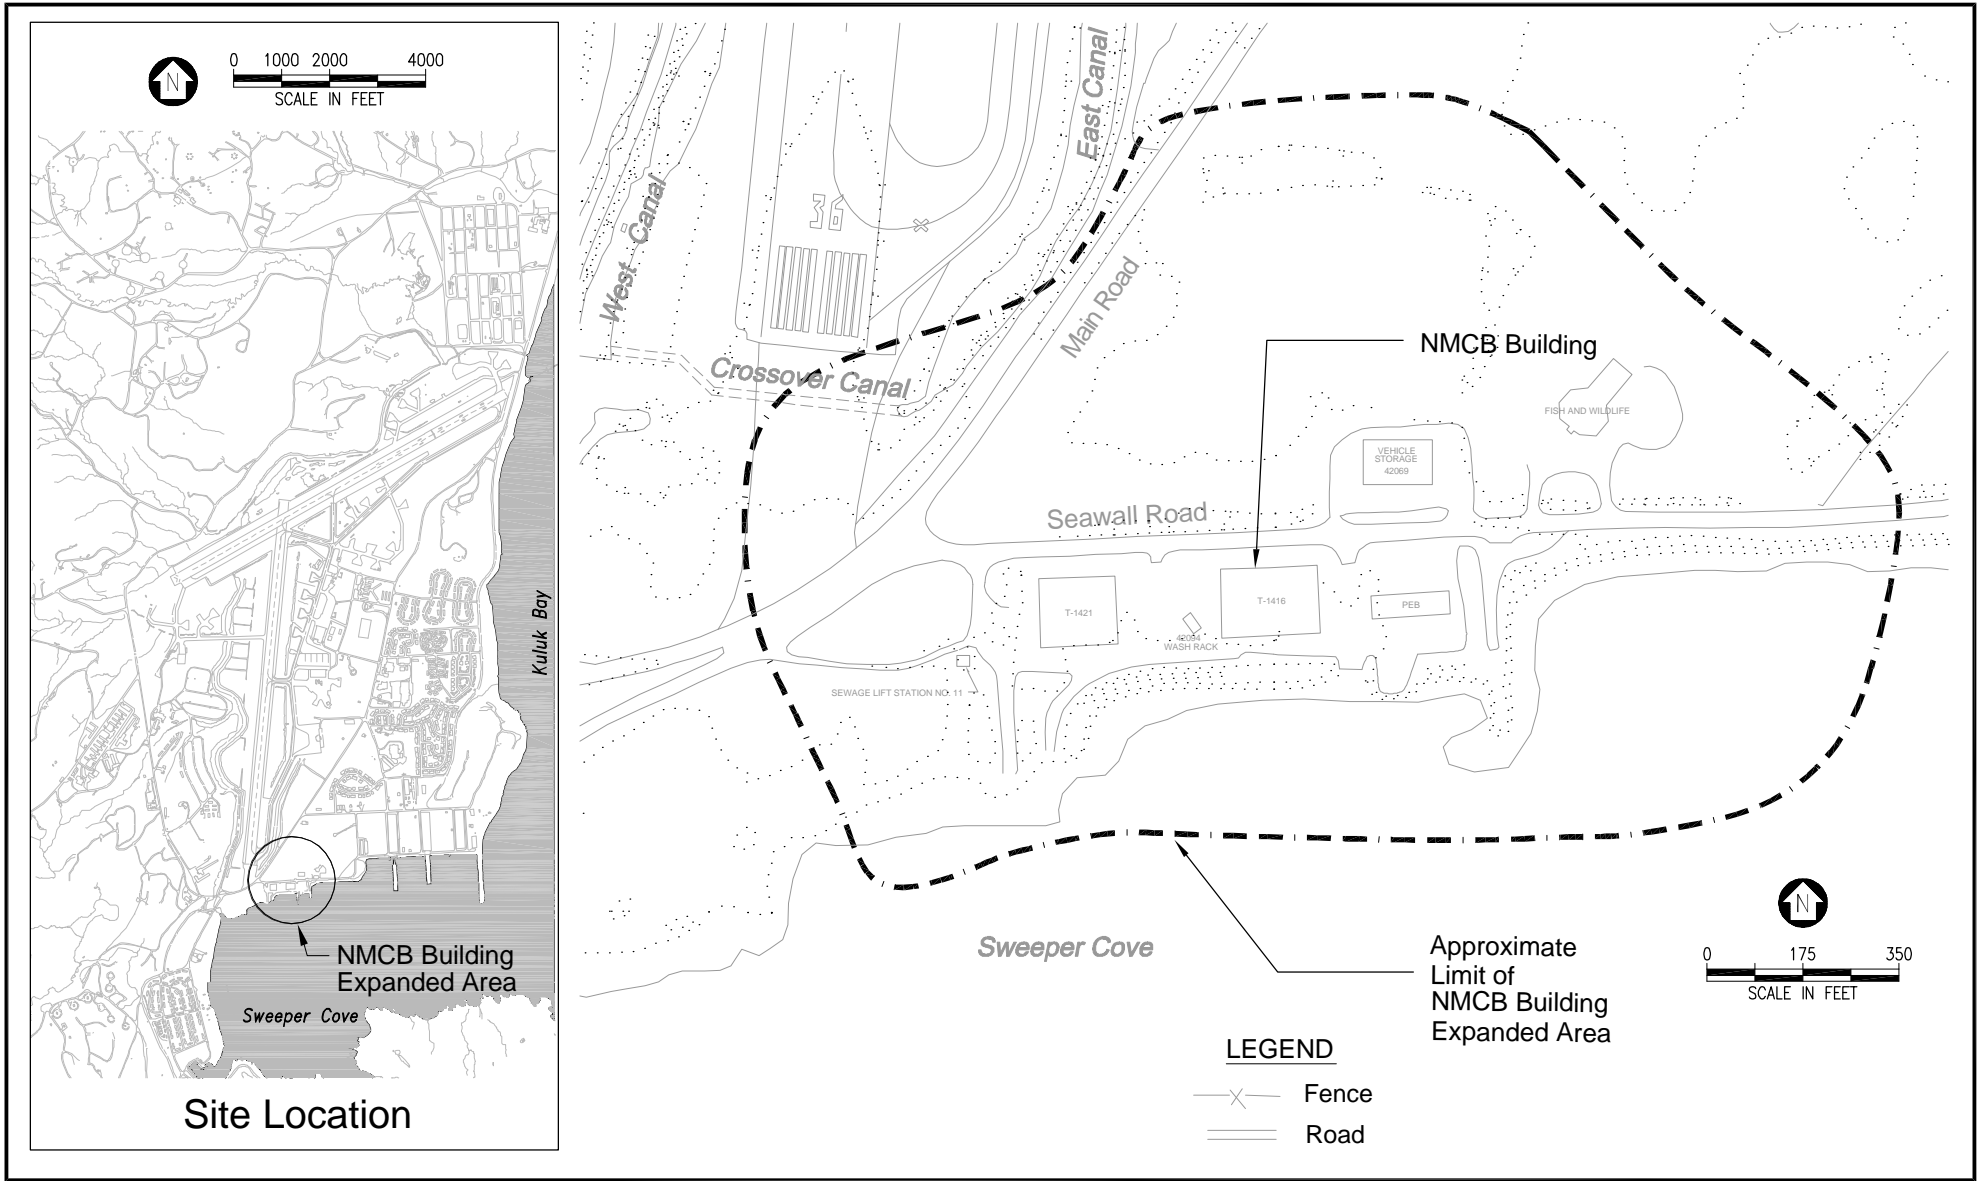 N
0 1000 2000 4000
SCALE IN FEET
Kuluk Bay
NMCB Building
Expanded Area
Sweeper Cove
Site Location
West Canal
36
East Canal
Main Road
Crossover Canal
NMCB Building
FISH AND WILDLIFE
VEHICLE
STORAGE
42069
Seawall Road
T-1421
T-1416
PEB
42094
WASH RACK
SEWAGE LIFT STATION NO. 11
Sweeper Cove
Approximate
Limit of
NMCB Building
Expanded Area
N
0 175 350
SCALE IN FEET
LEGEND
Fence
Road